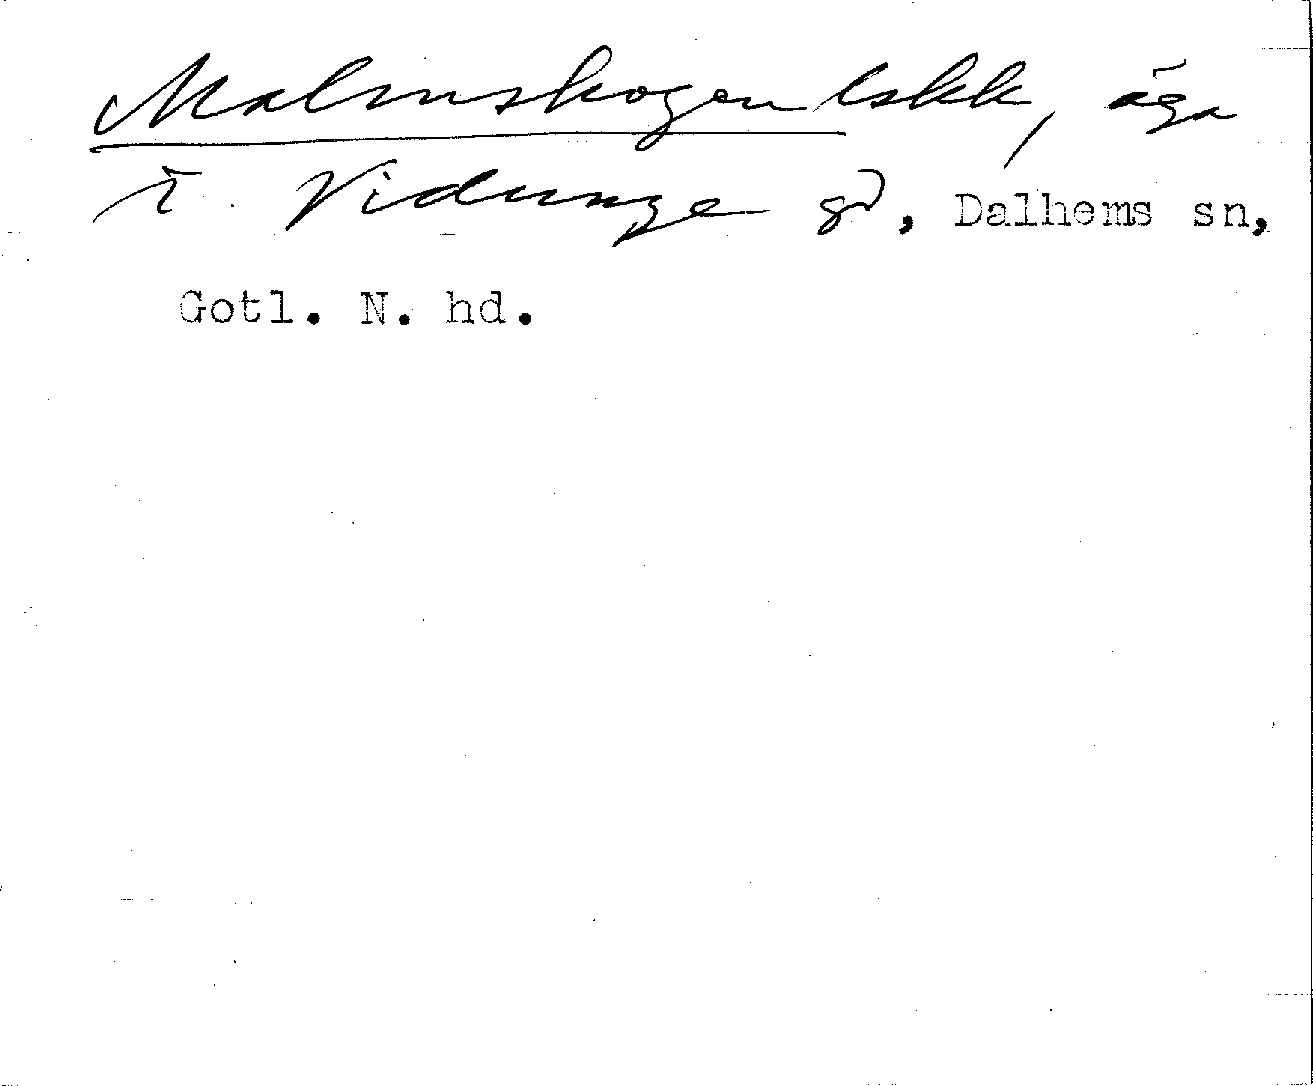 Malmskogen lskk, äga
i Vidunge gd, Dalhems sn,
Gotl. N. hd.